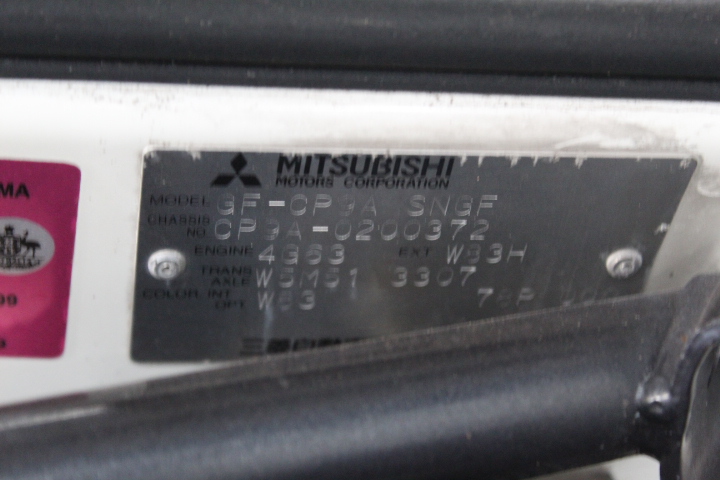 MITSUBISHI
MOTORS CORPORATION
MODEL GF-CP9A SNGF
CHASSIS NO. CP9A-0200372
ENGINE 4G63 EXT W83H
TRANS AXLE W5M51 3307
COLOR INT OPT W83
MA
99